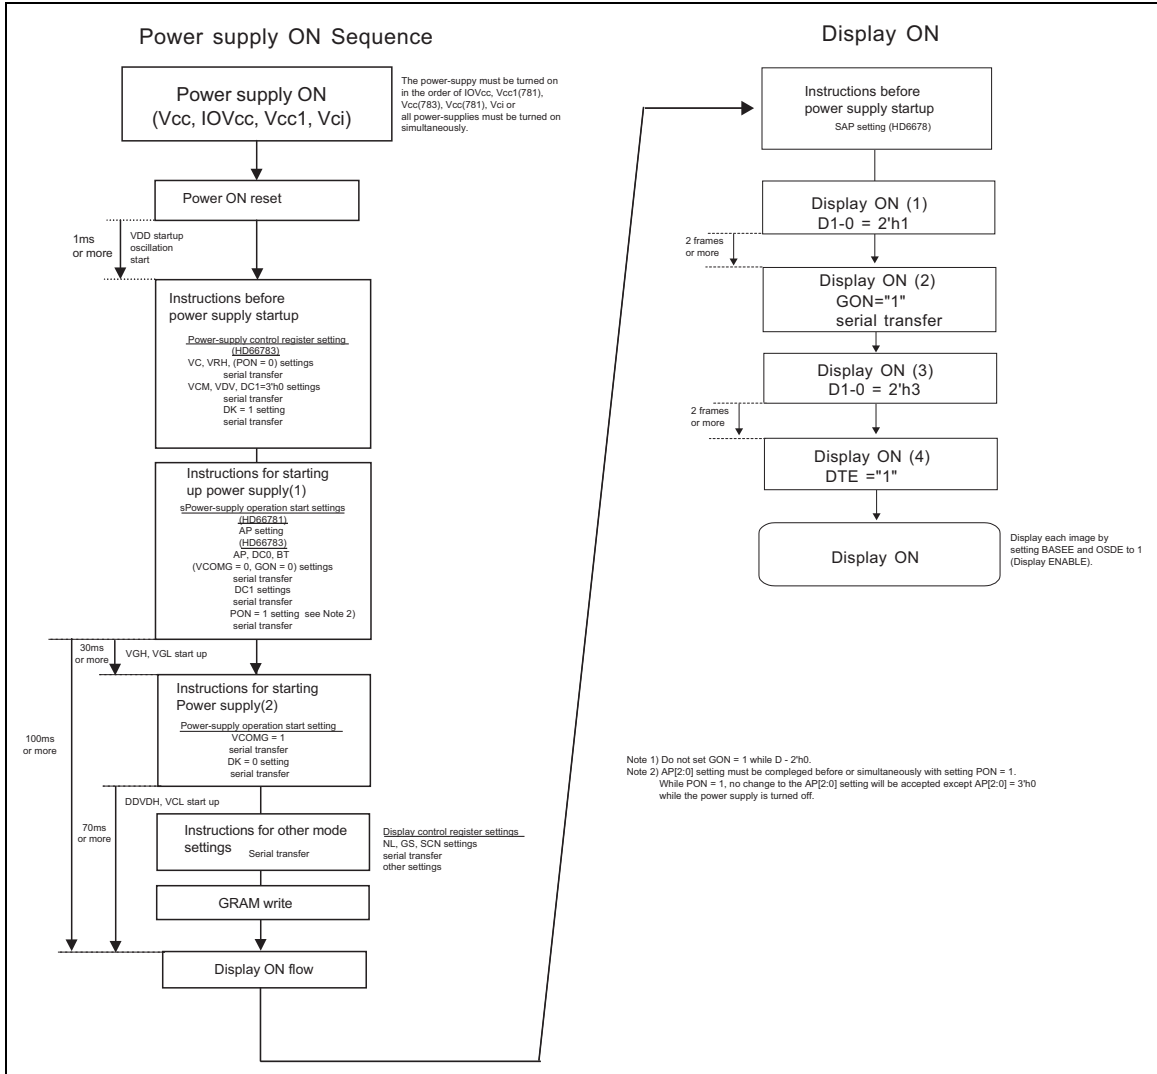 Power supply ON Sequence
Power supply ON
(Vcc, IOVcc, Vcc1, Vci)
The power-suppy must be turned on
in the order of IOVcc, Vcc1(781),
Vcc(783), Vcc(781), Vci or
all power-supplies must be turned on
simultaneously.
Power ON reset
1ms
or more
VDD startup
oscillation
start
Instructions before
power supply startup
Power-supply control register setting
(HD66783)
VC, VRH, (PON = 0) settings
serial transfer
VCM, VDV, DC1=3'h0 settings
serial transfer
DK = 1 setting
serial transfer
Instructions for starting
up power supply(1)
sPower-supply operation start settings
(HD66781)
AP setting
(HD66783)
AP, DC0, BT
(VCOMG = 0, GON = 0) settings
serial transfer
DC1 settings
serial transfer
PON = 1 setting see Note 2)
serial transfer
30ms
or more
VGH, VGL start up
Instructions for starting
Power supply(2)
Power-supply operation start setting
VCOMG = 1
serial transfer
DK = 0 setting
serial transfer
100ms
or more
DDVDH, VCL start up
70ms
or more
Instructions for other mode
settings Serial transfer
Display control register settings
NL, GS, SCN settings
serial transfer
other settings
GRAM write
Display ON flow
Display ON
Instructions before
power supply startup
SAP setting (HD6678)
Display ON (1)
D1-0 = 2'h1
2 frames
or more
Display ON (2)
GON="1"
serial transfer
Display ON (3)
D1-0 = 2'h3
2 frames
or more
Display ON (4)
DTE ="1"
Display ON
Display each image by
setting BASEE and OSDE to 1
(Display ENABLE).
Note 1) Do not set GON = 1 while D - 2'h0.
Note 2) AP[2:0] setting must be compleged before or simultaneously with setting PON = 1.
While PON = 1, no change to the AP[2:0] setting will be accepted except AP[2:0] = 3'h0
while the power supply is turned off.